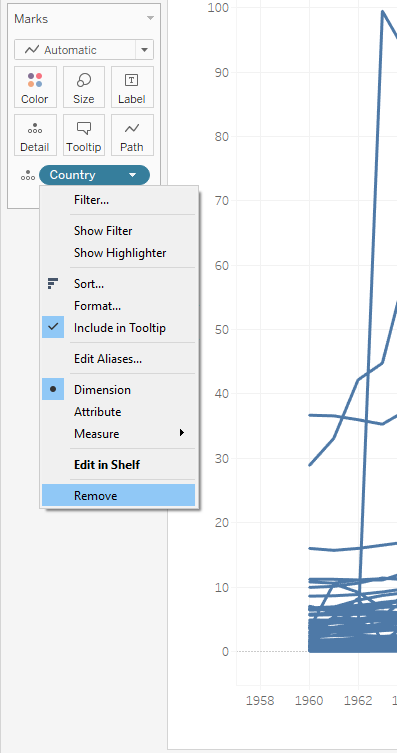 Marks
Automatic
Color Size Label
Detail Tooltip Path
Country
Filter...
Show Filter
Show Highlighter
Sort...
Format...
Include in Tooltip
Edit Aliases...
Dimension
Attribute
Measure
Edit in Shelf
Remove
100
90
80
70
60
50
40
30
20
10
0
1958 1960 1962